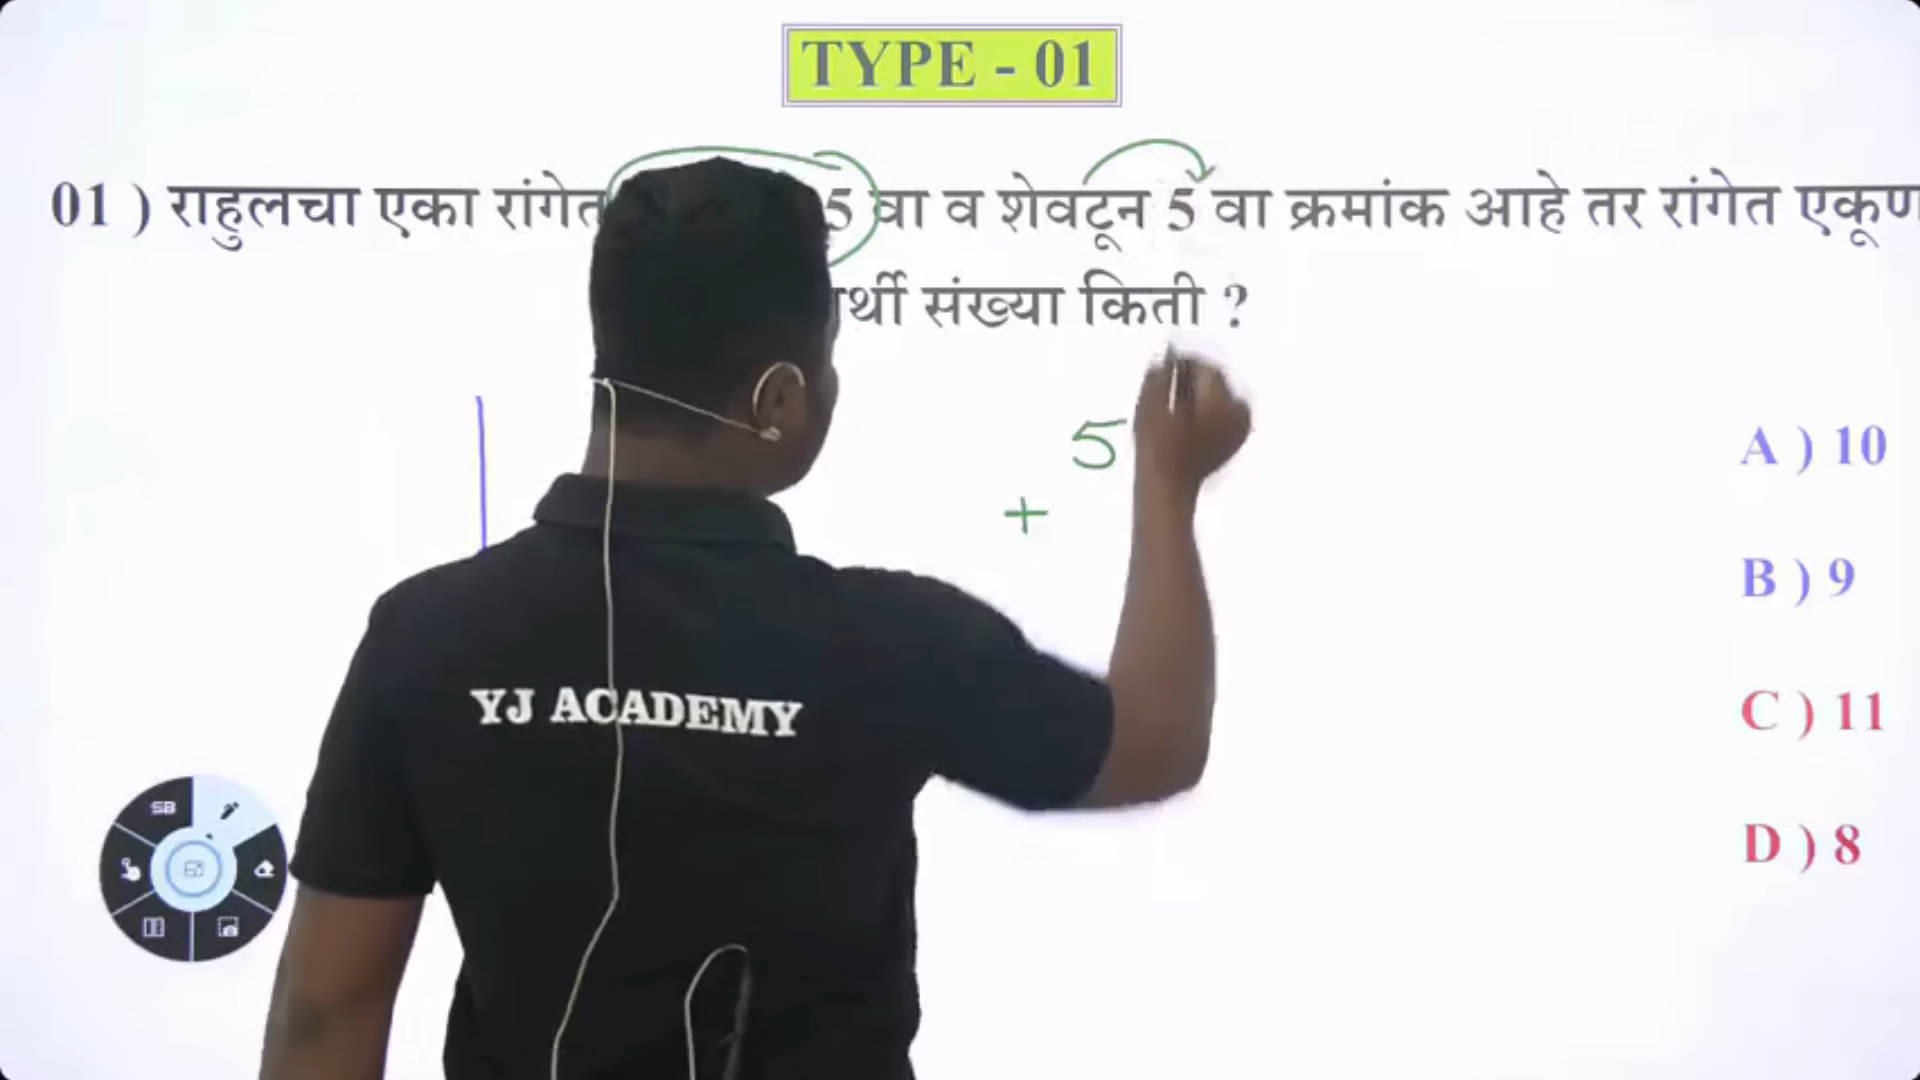 TYPE - 01
01 ) राहुलचा एका रांगेत 5 वा व शेवटून 5 वा क्रमांक आहे तर रांगेत एकूण
संख्या किती ?
5
+
A ) 10
B ) 9
C ) 11
D ) 8
YJ ACADEMY
SB